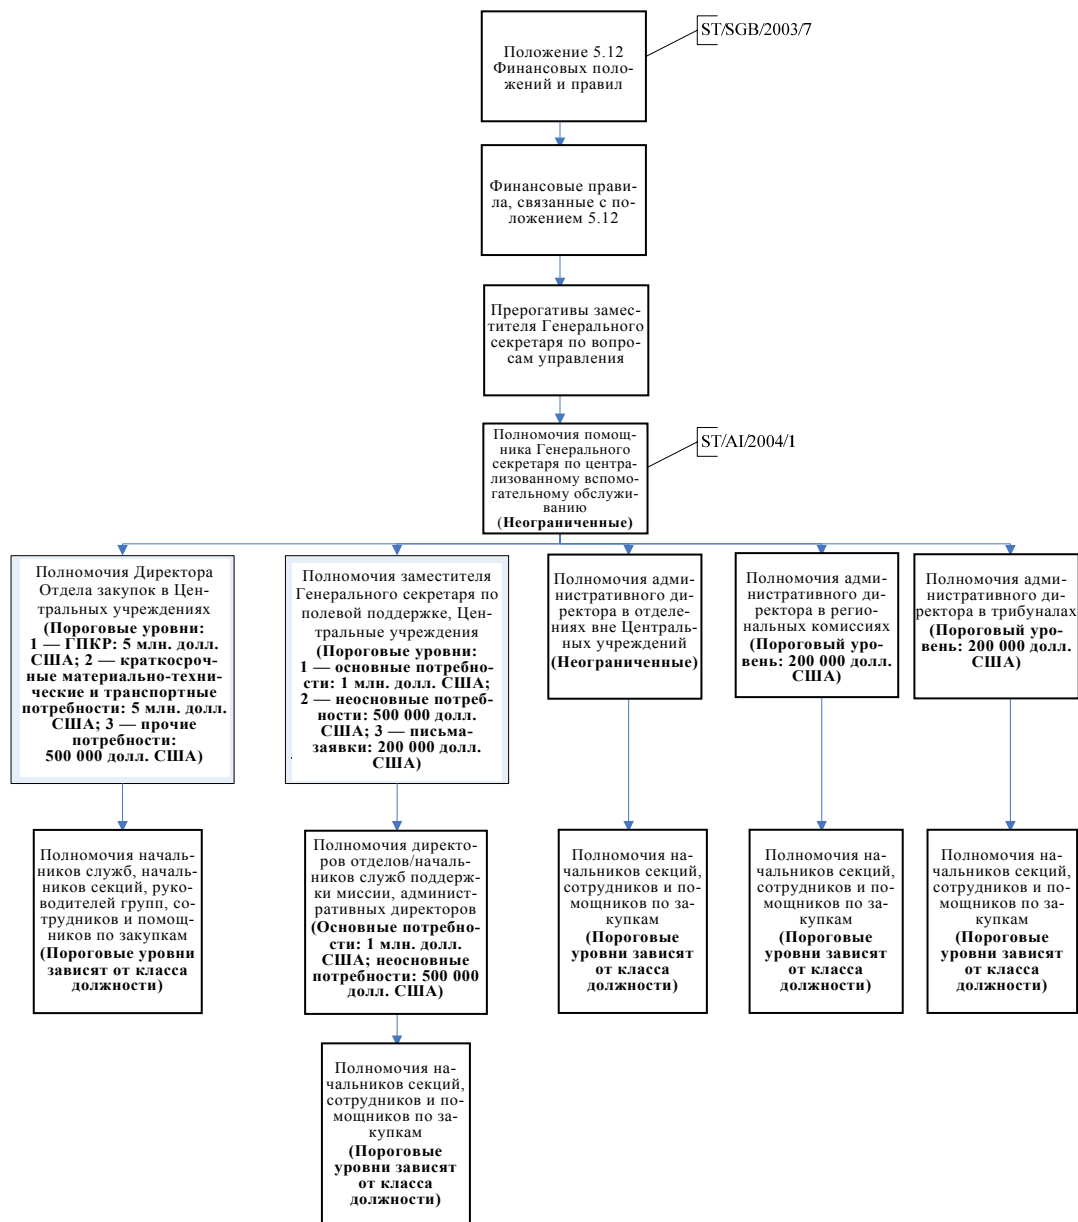 ST/SGB/2003/7
Положение 5.12
Финансовых поло-
жений и правил
Финансовые прави-
ла, связанные с по-
ложением 5.12
Прерогативы замес-
тителя Генерального
секретаря по вопро-
сам управления
ST/AI/2004/1
Полномочия помощ-
ника Генерального
секретаря по центра-
лизованному вспомо-
гательному обслужи-
ванию
(Неограниченные)
Полномочия Директора
Отдела закупок в Цен-
тральных учреждениях
(Пороговые уровни:
1 — ГПКР: 5 млн. долл.
США; 2 — краткосроч-
ные материально-техни-
ческие и транспортные
потребности: 5 млн. долл.
США; 3 — прочие
потребности:
500 000 долл. США)
Полномочия заместителя
Генерального секретаря по
полевой поддержке, Цен-
тральные учреждения
(Пороговые уровни:
1 — основные потребно-
сти: 1 млн. долл. США;
2 — неосновные потреб-
ности: 500 000 долл.
США; 3 — письма-
заявки: 200 000 долл.
США)
Полномочия адми-
нистративного
директора в отделе-
ниях вне Централь-
ных учреждений
(Неограниченные)
Полномочия адми-
нистративного
директора в регио-
нальных комиссиях
(Пороговый уро-
вень: 200 000 долл.
США)
Полномочия адми-
нистративного
директора в трибуналах
(Пороговый уро-
вень: 200 000 долл.
США)
Полномочия началь-
ников служб, началь-
ников секций, руко-
водителей групп, со-
трудников и помощ-
ников по закупкам
(Пороговые уровни
зависят от класса
должности)
Полномочия директо-
ров отделов/началь-
ников служб поддерж-
ки миссии, админист-
ративных директоров
(Основные потребно-
сти: 1 млн. долл.
США; неосновные
потребности: 500 000
долл. США)
Полномочия на-
чальников секций,
сотрудников и по-
мощников по за-
купкам
(Пороговые
уровни зависят
от класса
должности)
Полномочия на-
чальников секций,
сотрудников и по-
мощников по за-
купкам
(Пороговые
уровни зависят
от класса
должности)
Полномочия на-
чальников секций,
сотрудников и по-
мощников по за-
купкам
(Пороговые
уровни зависят
от класса
должности)
Полномочия на-
чальников секций,
сотрудников и по-
мощников по за-
купкам
(Пороговые
уровни зависят
от класса
должности)